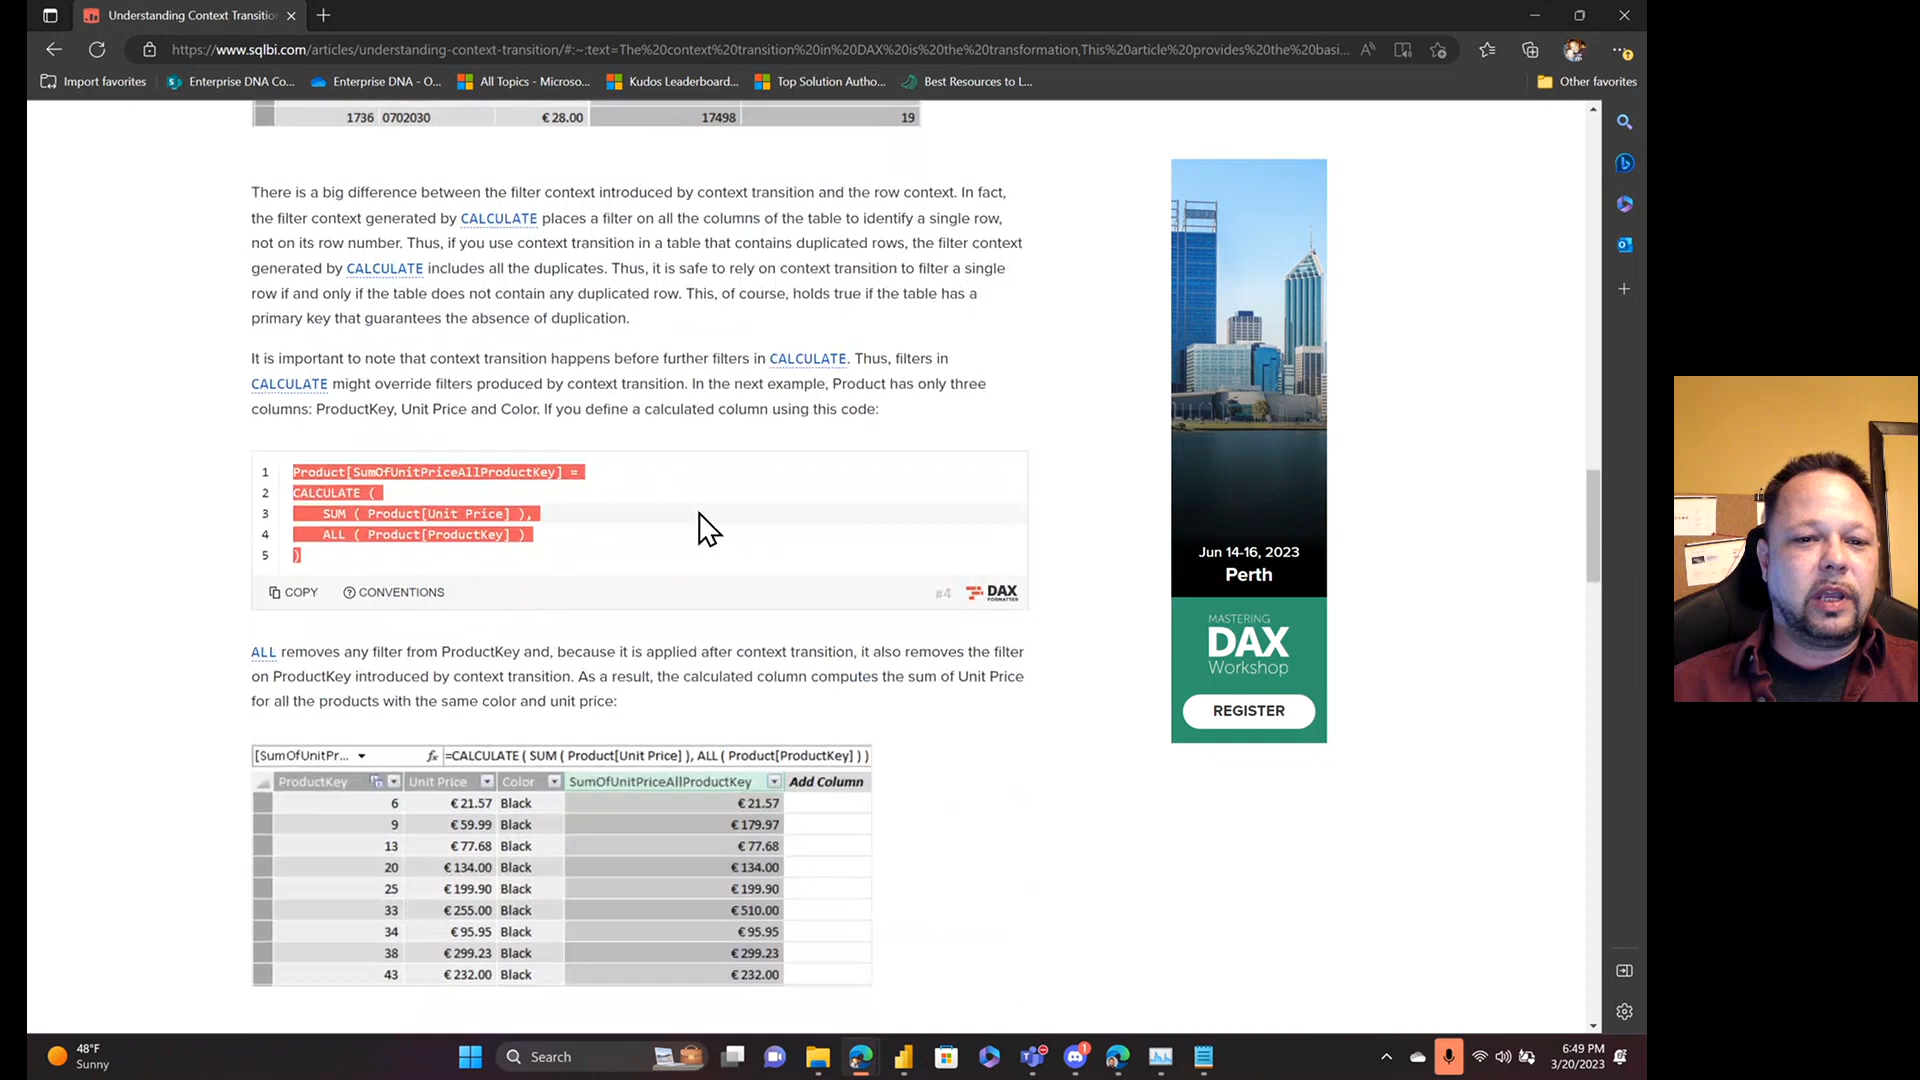 Understanding Context Transitio
https://www.sqlbi.com/articles/understanding-context-transition/#:~:text=The%20context%20transition%20in%20DAX%20is%20the%20transformation,This%20article%20provides%20the%20basi...
Import favorites
Enterprise DNA Co...
Enterprise DNA - O...
All Topics - Microso...
Kudos Leaderboard...
Top Solution Autho...
Best Resources to L...
Other favorites
1736 0702030 € 28.00 17498 19
There is a big difference between the filter context introduced by context transition and the row context. In fact,
the filter context generated by CALCULATE places a filter on all the columns of the table to identify a single row,
not on its row number. Thus, if you use context transition in a table that contains duplicated rows, the filter context
generated by CALCULATE includes all the duplicates. Thus, it is safe to rely on context transition to filter a single
row if and only if the table does not contain any duplicated row. This, of course, holds true if the table has a
primary key that guarantees the absence of duplication.
It is important to note that context transition happens before further filters in CALCULATE. Thus, filters in
CALCULATE might override filters produced by context transition. In the next example, Product has only three
columns: ProductKey, Unit Price and Color. If you define a calculated column using this code:
1 Product[SumOfUnitPriceAllProductKey] =
2 CALCULATE (
3 SUM ( Product[Unit Price] ),
4 ALL ( Product[ProductKey] )
5 )
COPY CONVENTIONS #4 DAX FORMATTER
ALL removes any filter from ProductKey and, because it is applied after context transition, it also removes the filter
on ProductKey introduced by context transition. As a result, the calculated column computes the sum of Unit Price
for all the products with the same color and unit price:
[SumOfUnitPr... fx =CALCULATE ( SUM ( Product[Unit Price] ), ALL ( Product[ProductKey] ) )
ProductKey Unit Price Color SumOfUnitPriceAllProductKey Add Column
6 € 21.57 Black € 21.57
9 € 59.99 Black € 179.97
13 € 77.68 Black € 77.68
20 € 134.00 Black € 134.00
25 € 199.90 Black € 199.90
33 € 255.00 Black € 510.00
34 € 95.95 Black € 95.95
38 € 299.23 Black € 299.23
43 € 232.00 Black € 232.00
Jun 14-16, 2023
Perth
MASTERING
DAX
Workshop
REGISTER
48°F
Sunny
Search
1
6:49 PM
3/20/2023